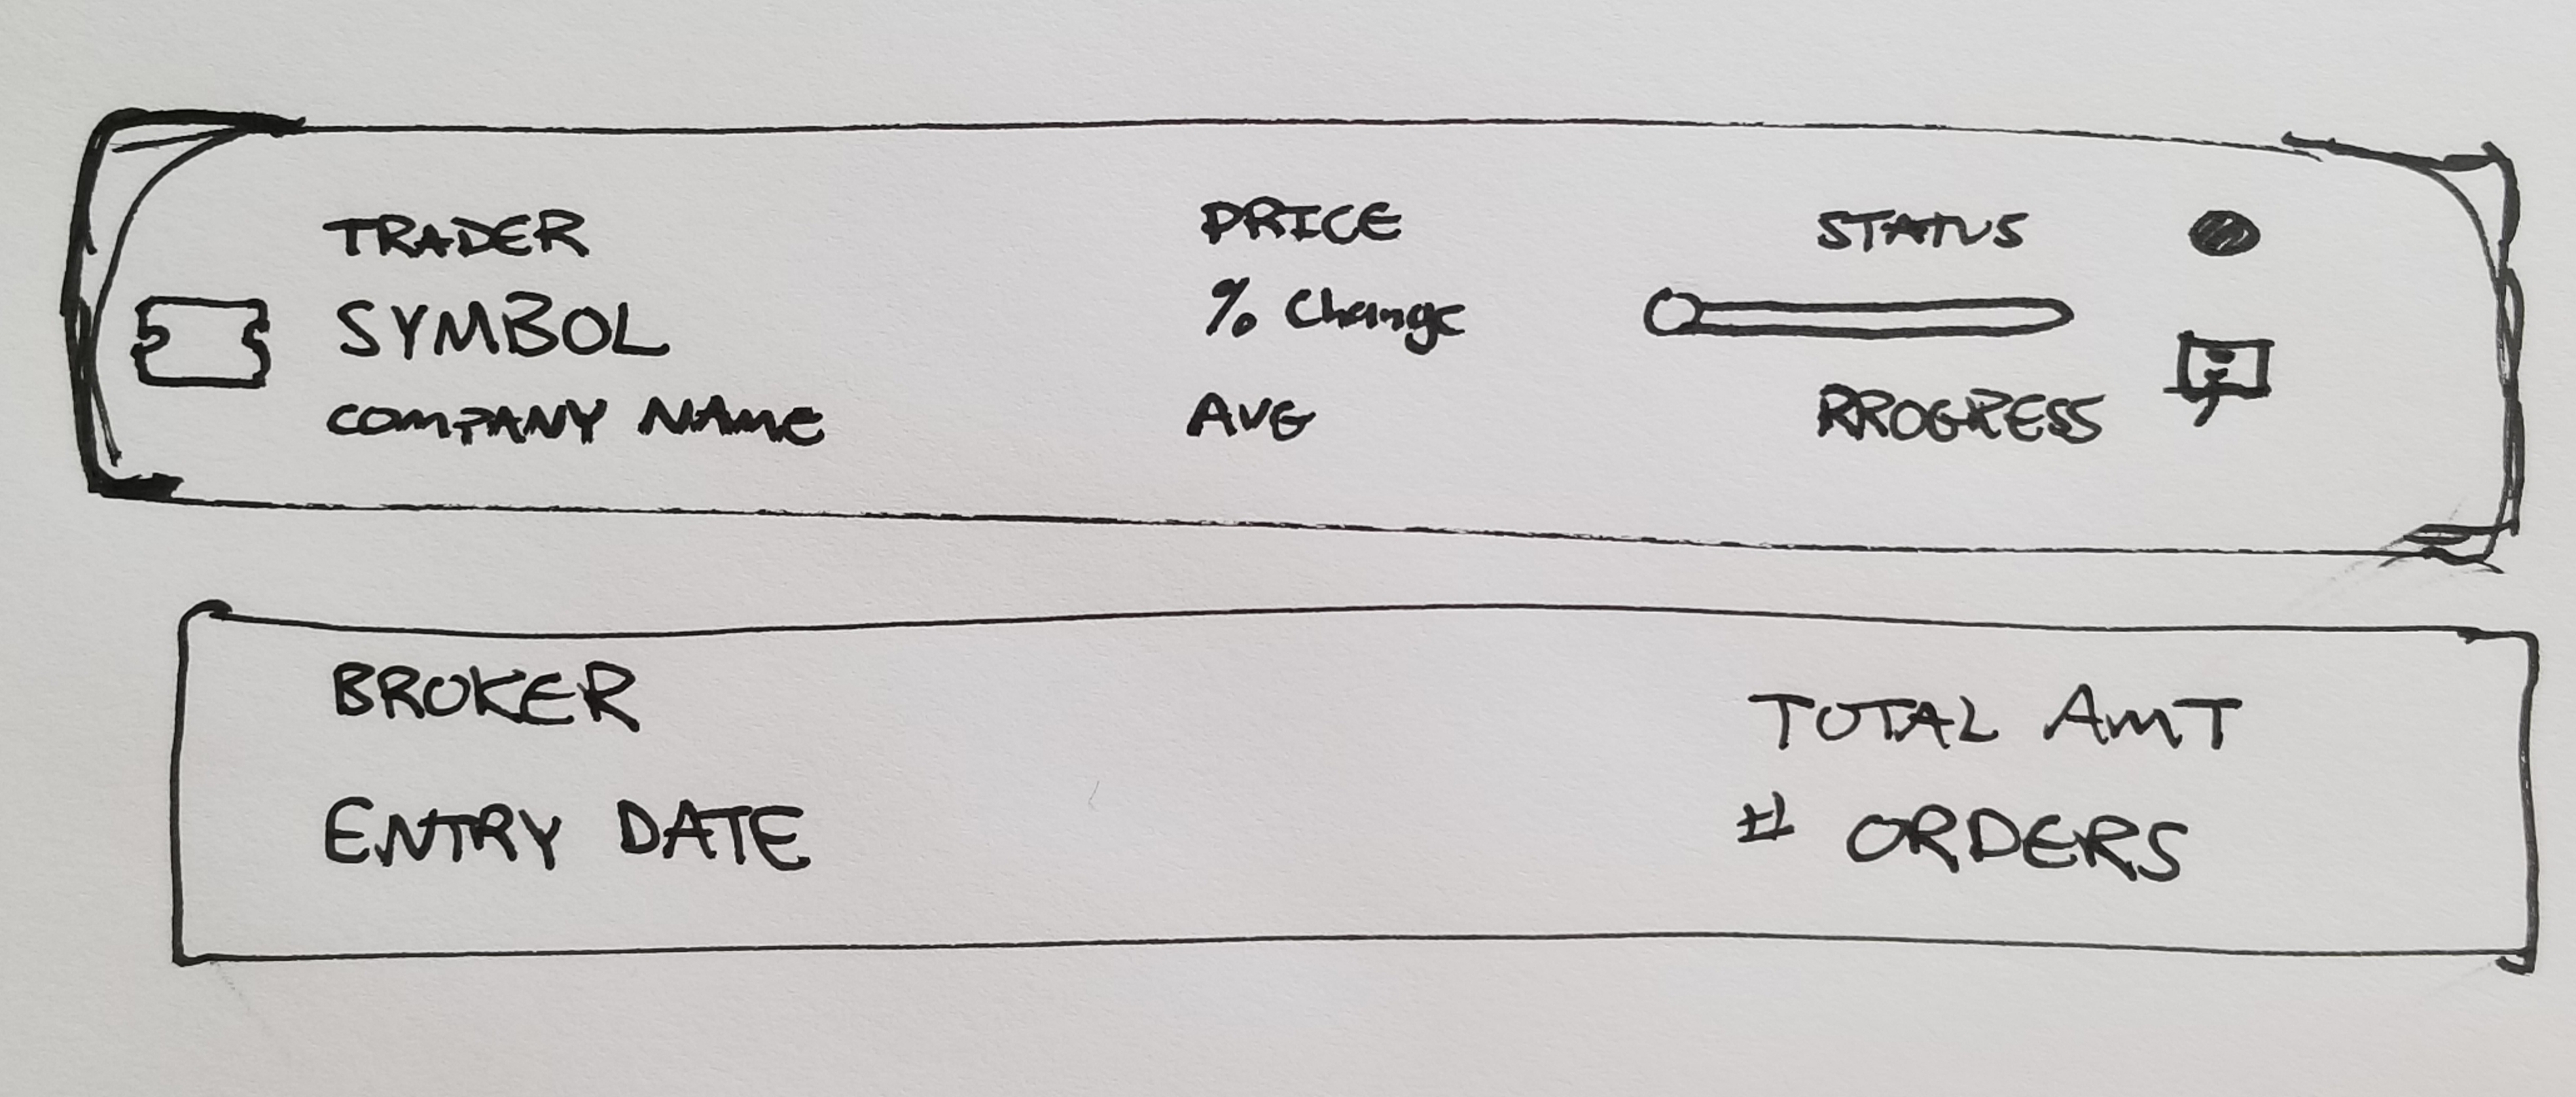 TRADER
SYMBOL
COMPANY NAME
PRICE
% Change
AVG
STATUS
RROGRESS
BROKER
ENTRY DATE
TOTAL AMT
# ORDERS